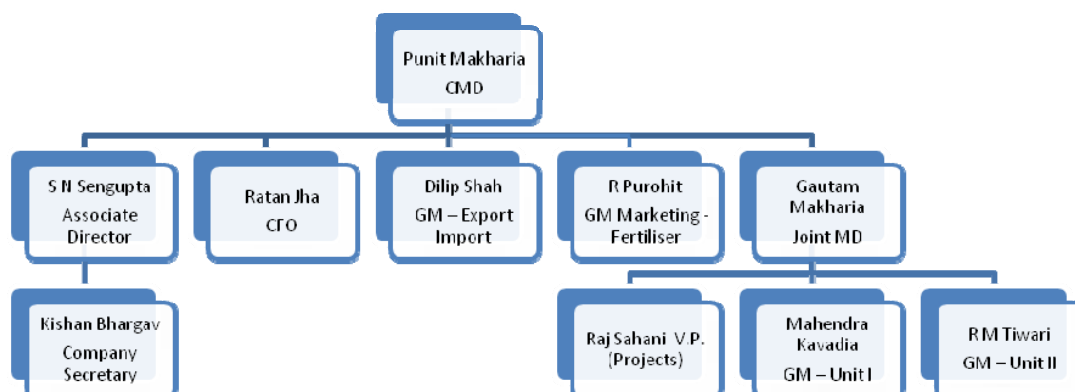 Punit Makharia
CMD
S N Sengupta
Associate
Director
Ratan Jha
CFO
Dilip Shah
GM – Export
Import
R Purohit
GM Marketing -
Fertiliser
Gautam
Makharia
Joint MD
Kishan Bhargav
Company
Secretary
Raj Sahani V.P.
(Projects)
Mahendra
Kavadia
GM – Unit I
R M Tiwari
GM – Unit II